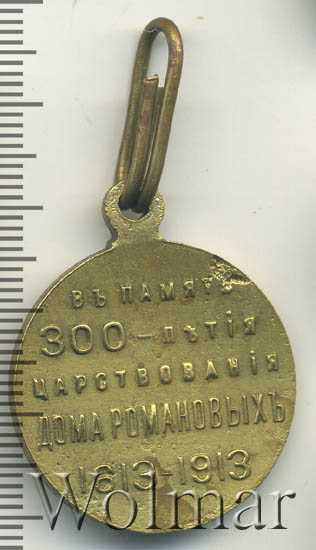 ВЪ ПАМЯТЬ
300-ЛѢТІЯ
ЦАРСТВОВАНІЯ
ДОМА РОМАНОВЫХЪ
1613-1913
Wolmar